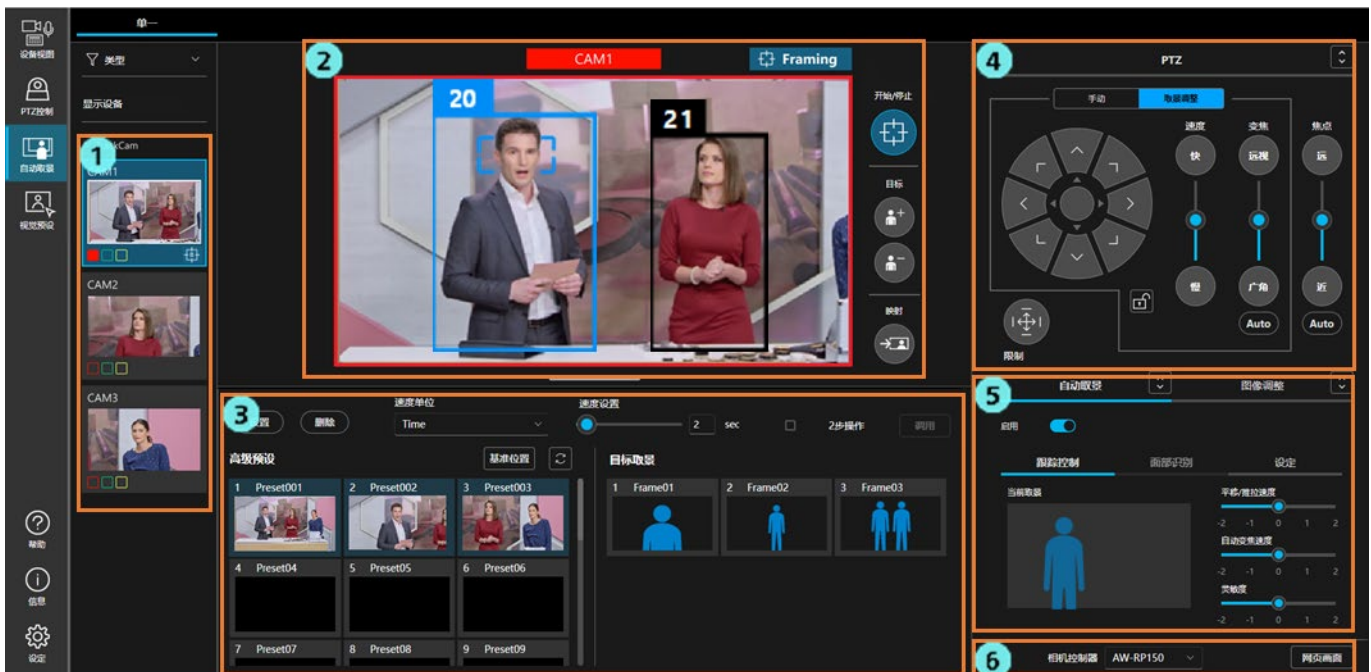 设备视图
PTZ控制
自动取景
视觉预设
帮助
信息
设定
单一
类型
显示设备
1
kCam
CAM1
CAM2
CAM3
2
CAM1
Framing
20
21
开始/停止
目标
映射
3
置
删除
速度单位
Time
速度设置
2 sec
2步操作
调用
高级预设
基准位置
1 Preset001
2 Preset002
3 Preset003
4 Preset04
5 Preset05
6 Preset06
7 Preset07
8 Preset08
9 Preset09
目标取景
1 Frame01
2 Frame02
3 Frame03
4
PTZ
手动
取景调整
速度
变焦
焦点
快
远摄
远
慢
广角
近
Auto
Auto
限制
5
自动取景
图像调整
启用
跟踪控制
面部识别
设定
当前取景
平移/推拉速度
-2 -1 0 1 2
自动变焦速度
-2 -1 0 1 2
灵敏度
-2 -1 0 1 2
6
相机控制器
AW-RP150
网页画面